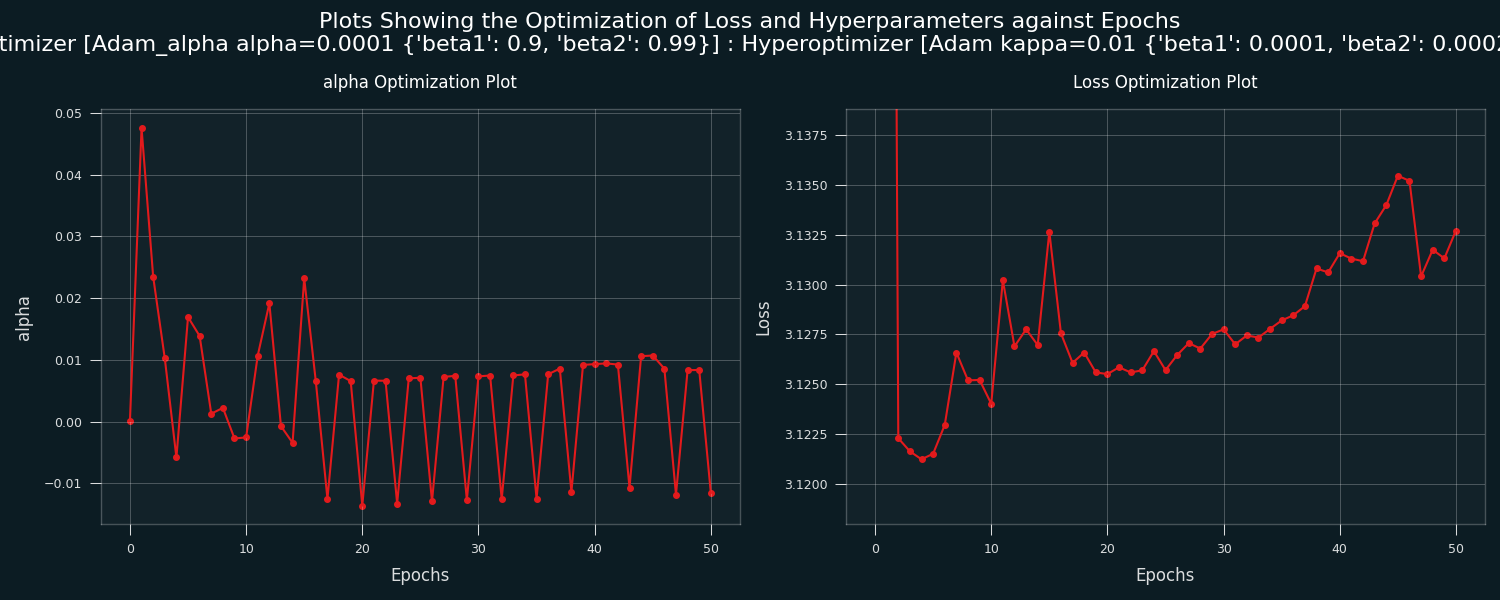 Plots Showing the Optimization of Loss and Hyperparameters against Epochs
timizer [Adam_alpha alpha=0.0001 {'beta1': 0.9, 'beta2': 0.99}] : Hyperoptimizer [Adam kappa=0.01 {'beta1': 0.0001, 'beta2': 0.0002
alpha Optimization Plot
0.05
0.04
0.03
0.02
0.01
0.00
−0.01
alpha
0 10 20 30 40 50
Epochs
Loss Optimization Plot
3.1375
3.1350
3.1325
3.1300
3.1275
3.1250
3.1225
3.1200
Loss
0 10 20 30 40 50
Epochs